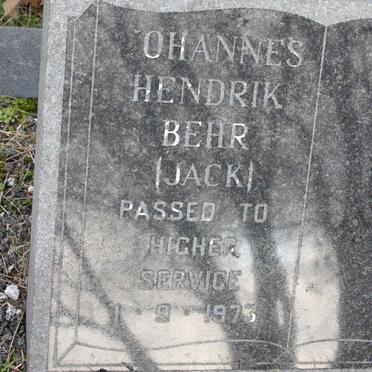 OHANNES
HENDRIK
BEHR
(JACK)
PASSED TO
HIGHER
SERVICE
1 - 9 - 1973